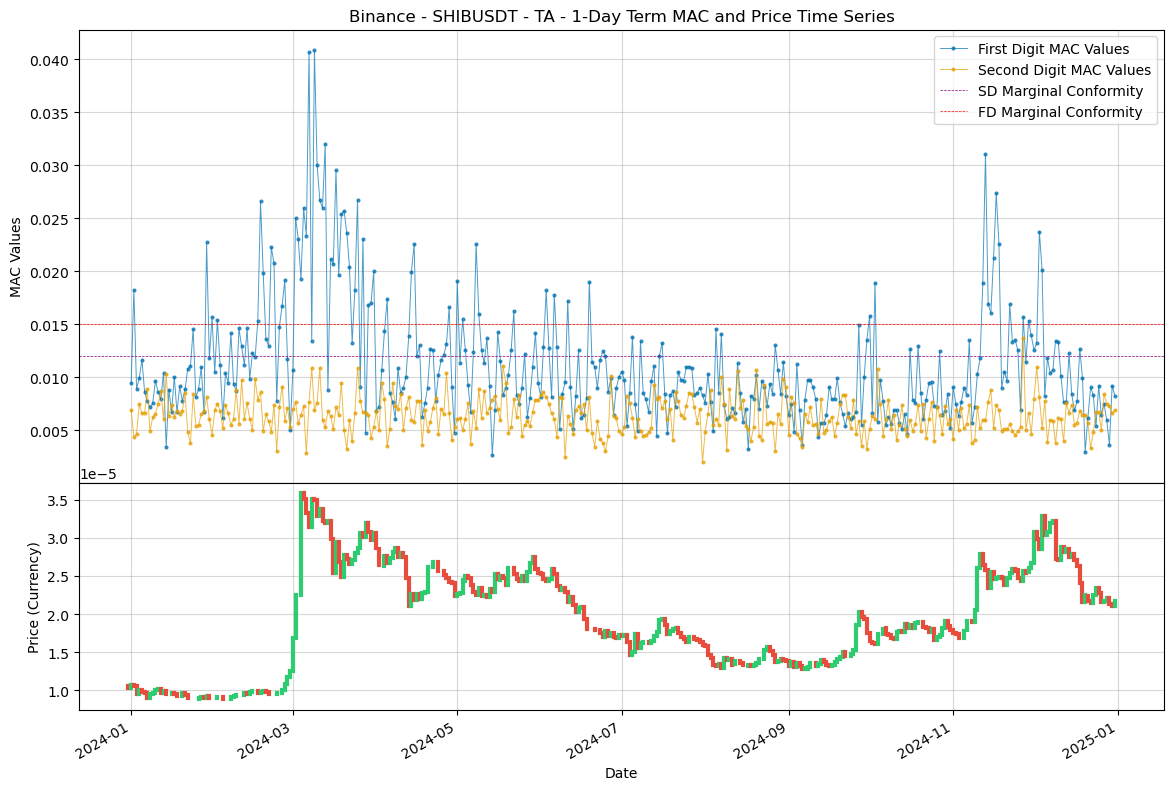 Binance - SHIBUSDT - TA - 1-Day Term MAC and Price Time Series
First Digit MAC Values
Second Digit MAC Values
SD Marginal Conformity
FD Marginal Conformity
MAC Values
0.040
0.035
0.030
0.025
0.020
0.015
0.010
0.005
1e−5
Price (Currency)
3.5
3.0
2.5
2.0
1.5
1.0
2024-01
2024-03
2024-05
2024-07
2024-09
2024-11
2025-01
Date